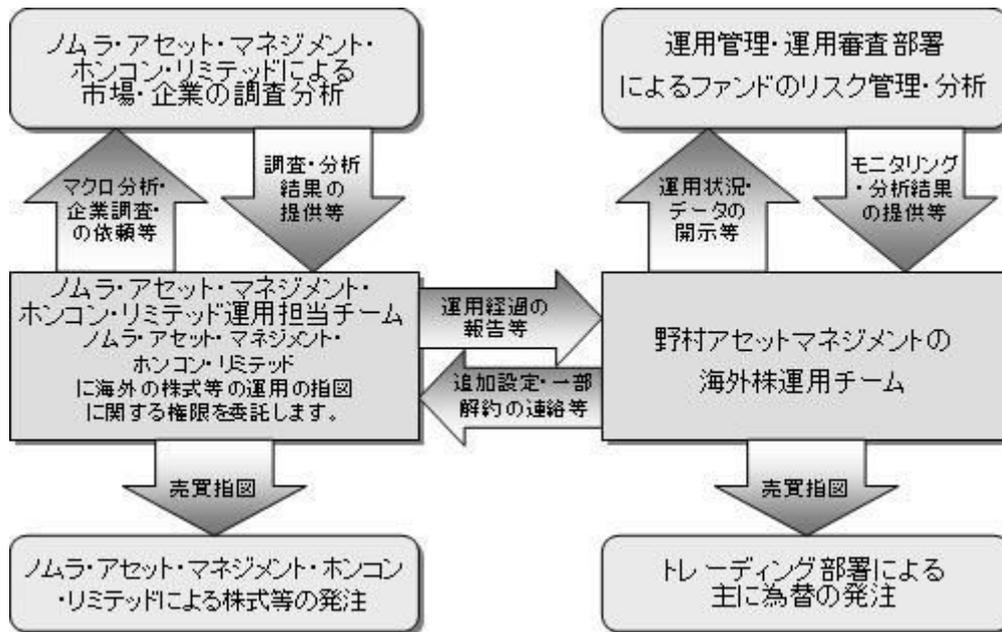 ノムラ・アセット・マネジメント・
ホンコン・リミテッドによる
市場・企業の調査分析
運用管理・運用審査部署
によるファンドのリスク管理・分析
マクロ分析・
企業調査・
の依頼等
調査・分析
結果の
提供等
運用状況・
データの
開示等
モニタリング
・分析結果
の提供等
ノムラ・アセット・マネジメント・
ホンコン・リミテッド運用担当チーム
ノムラ・アセット・マネジメント・
ホンコン・リミテッド
に海外の株式等の運用の指図
に関する権限を委託します。
運用経過の
報告等
追加設定・一部
解約の連絡等
野村アセットマネジメントの
海外株運用チーム
売買指図
売買指図
ノムラ・アセット・マネジメント・ホンコン
・リミテッドによる株式等の発注
トレーディング部署による
主に為替の発注